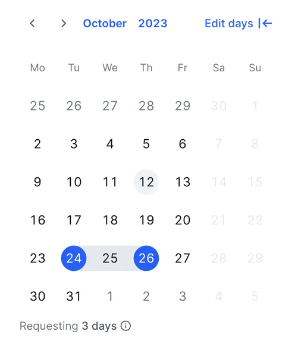 October 2023 Edit days
Mo Tu We Th Fr Sa Su
25 26 27 28 29 30 1
2 3 4 5 6 7 8
9 10 11 12 13 14 15
16 17 18 19 20 21 22
23 24 25 26 27 28 29
30 31 1 2 3 4 5
Requesting 3 days